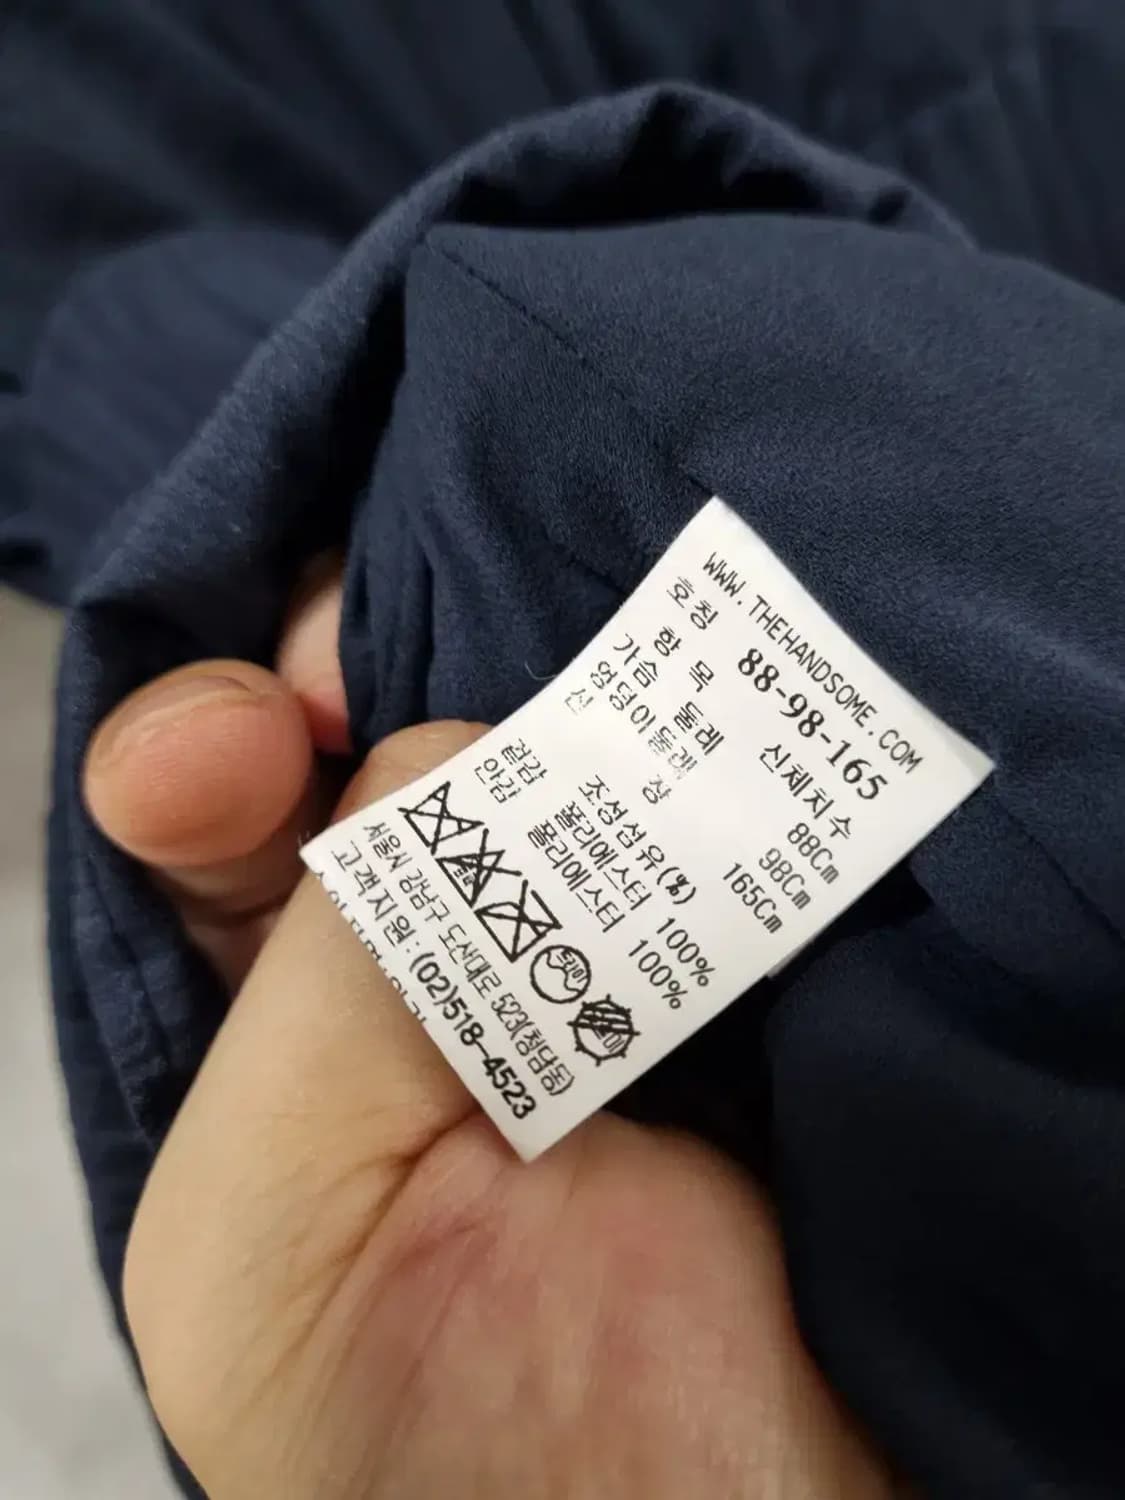 WWW.THEHANDSOME.COM
호칭 88-98-165
항 목 신체치수
가슴 둘레 88Cm
엉덩이둘레 98Cm
신 장 165Cm
조성섬유(%)
겉감 폴리에스터 100%
안감 폴리에스터 100%
드라이
서울시 강남구 도산대로 523(청담동)
고객지원:(02)518-4523